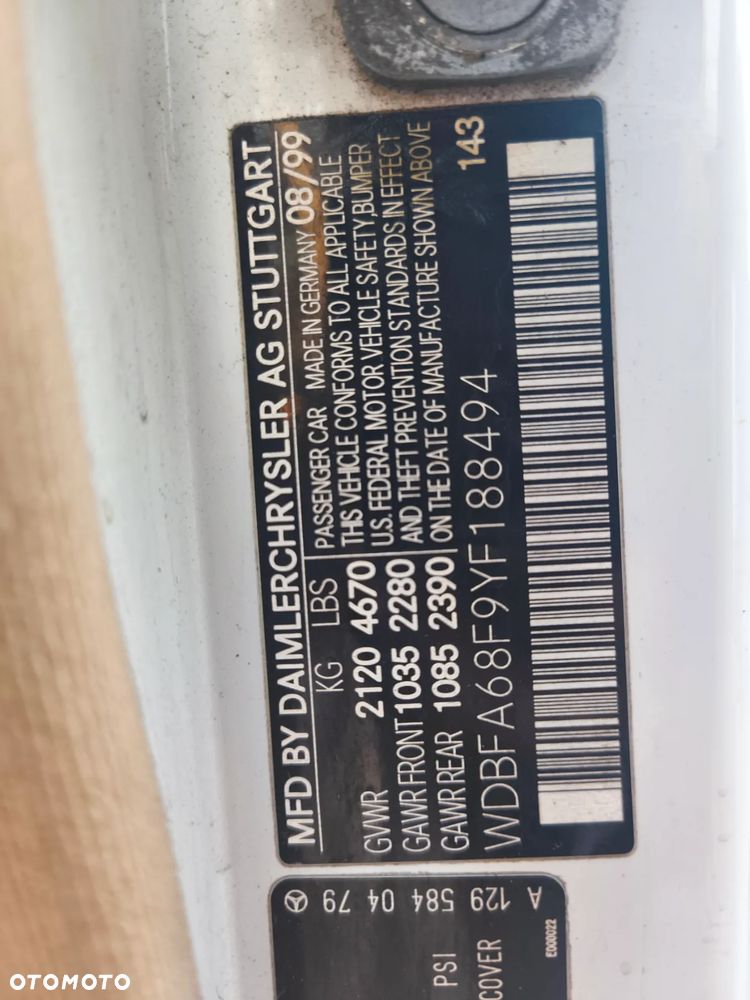 MFD BY DAIMLERCHRYSLER AG STUTTGART
KG LBS PASSENGER CAR MADE IN GERMANY 08/99
GVWR 2120 4670 THIS VEHICLE CONFORMS TO ALL APPLICABLE
U.S. FEDERAL MOTOR VEHICLE SAFETY,BUMPER
GAWR FRONT 1035 2280 AND THEFT PREVENTION STANDARDS IN EFFECT
GAWR REAR 1085 2390 ON THE DATE OF MANUFACTURE SHOWN ABOVE
WDBFA68F9YF188494 143
A 129 584 04 79
PSI
COVER
E000022
OTOMOTO